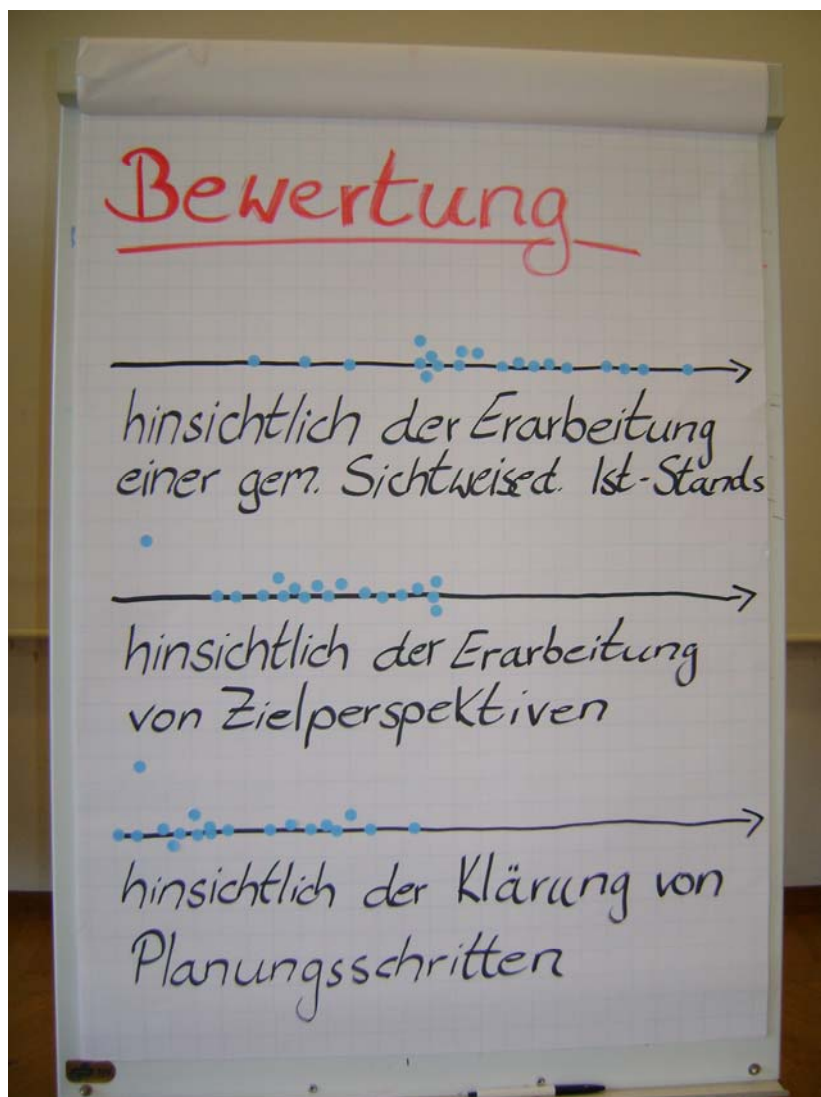 Bewertung
hinsichtlich der Erarbeitung
einer gem. Sichtweise d. Ist-Stands
hinsichtlich der Erarbeitung
von Zielperspektiven
hinsichtlich der Klärung von
Planungsschritten